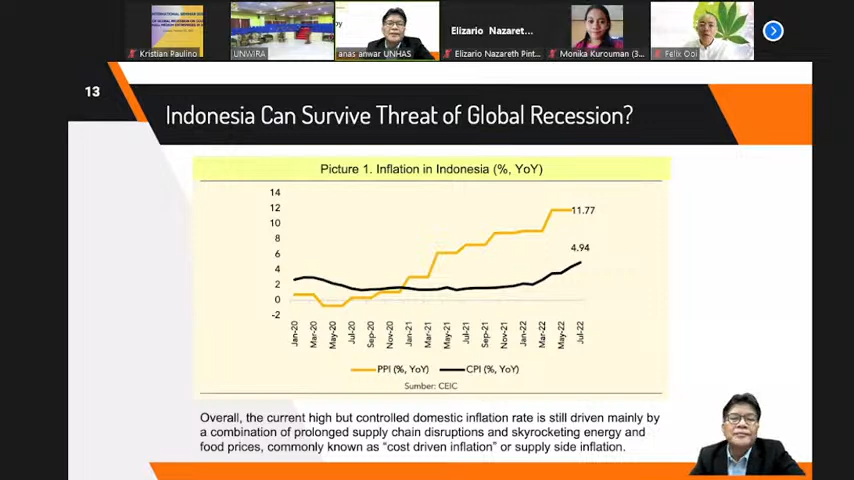 INTERNATIONAL SEMINAR
Kristian Paulino
UNWIRA
anas anwar UNHAS
Elizario Nazaret...
Elizario Nazareth Pint...
Monika Kurouman (3...
Felix Ooi
13
Indonesia Can Survive Threat of Global Recession?
Picture 1. Inflation in Indonesia (%, YoY)
14
12
10
8
6
4
2
0
-2
11.77
4.94
Jan-20
Mar-20
May-20
Jul-20
Sep-20
Nov-20
Jan-21
Mar-21
May-21
Jul-21
Sep-21
Nov-21
Jan-22
Mar-22
May-22
Jul-22
PPI (%, YoY)
CPI (%, YoY)
Sumber: CEIC
Overall, the current high but controlled domestic inflation rate is still driven mainly by
a combination of prolonged supply chain disruptions and skyrocketing energy and
food prices, commonly known as “cost driven inflation” or supply side inflation.